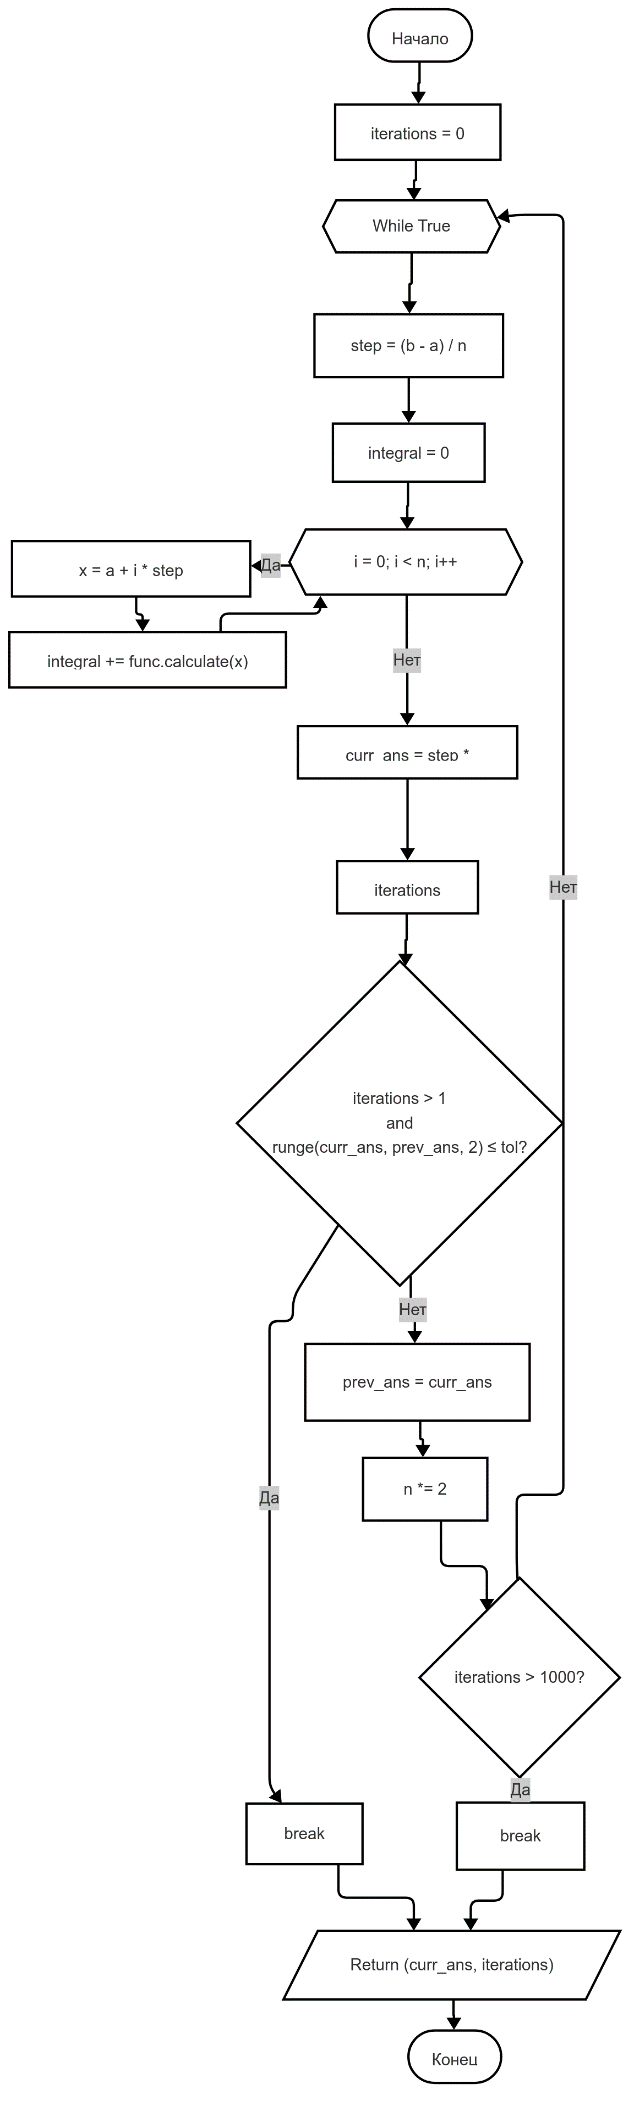 Начало
iterations = 0
While True
step = (b - a) / n
integral = 0
i = 0; i < n; i++
Да
x = a + i * step
integral += func.calculate(x)
Нет
curr_ans = step *
iterations
Нет
iterations > 1
and
runge(curr_ans, prev_ans, 2) ≤ tol?
Нет
prev_ans = curr_ans
n *= 2
Да
iterations > 1000?
Да
break
break
Return (curr_ans, iterations)
Конец